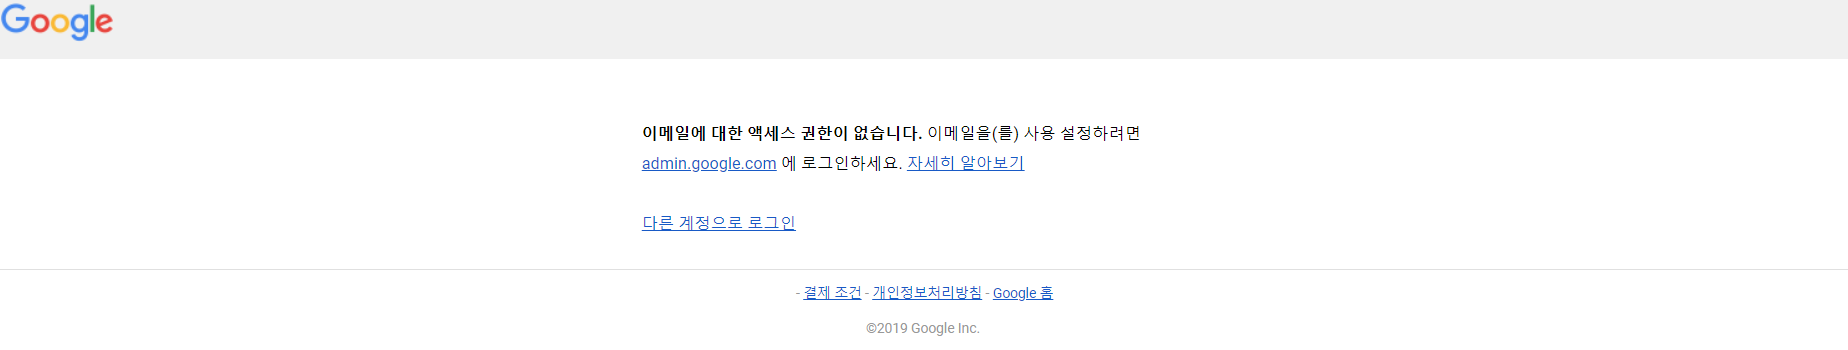 Google
이메일에 대한 액세스 권한이 없습니다. 이메일을(를) 사용 설정하려면
admin.google.com 에 로그인하세요. 자세히 알아보기
다른 계정으로 로그인
- 결제 조건 - 개인정보처리방침 - Google 홈
©2019 Google Inc.